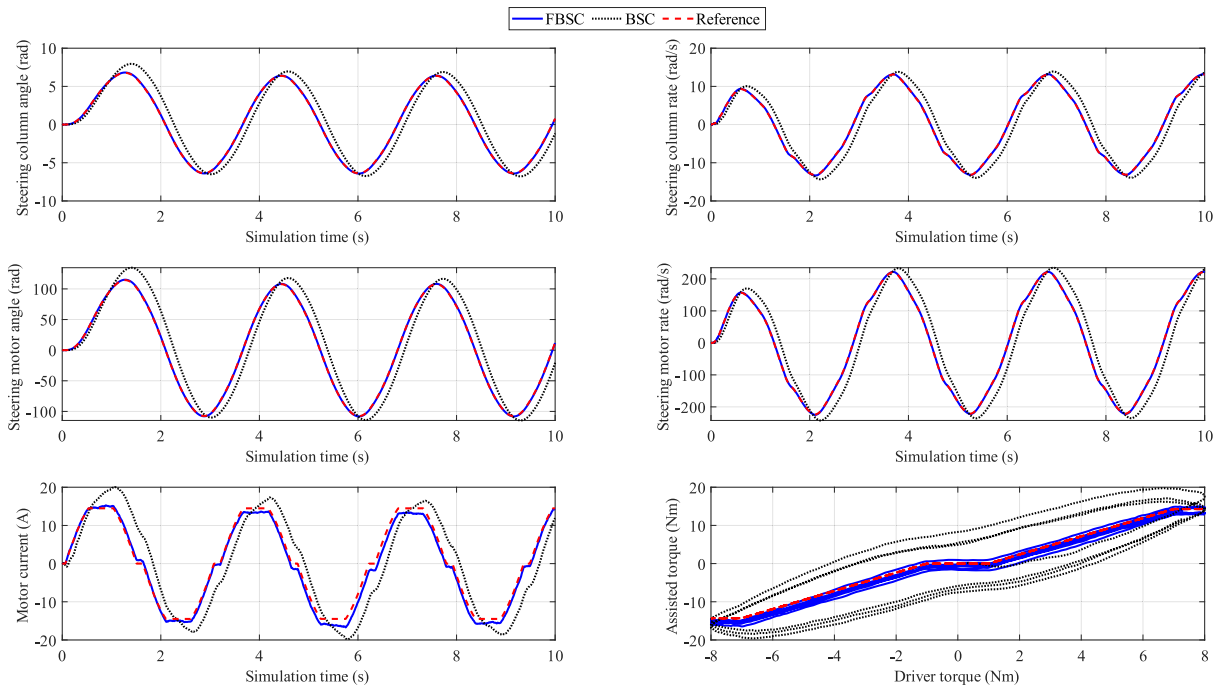 FBSC BSC Reference
Steering column angle (rad)
10
5
0
-5
-10
0 2 4 6 8 10
Simulation time (s)
Steering column rate (rad/s)
20
10
0
-10
-20
0 2 4 6 8 10
Simulation time (s)
Steering motor angle (rad)
100
50
0
-50
-100
0 2 4 6 8 10
Simulation time (s)
Steering motor rate (rad/s)
200
100
0
-100
-200
0 2 4 6 8 10
Simulation time (s)
Motor current (A)
20
10
0
-10
-20
0 2 4 6 8 10
Simulation time (s)
Assisted torque (Nm)
20
10
0
-10
-20
-8 -6 -4 -2 0 2 4 6 8
Driver torque (Nm)